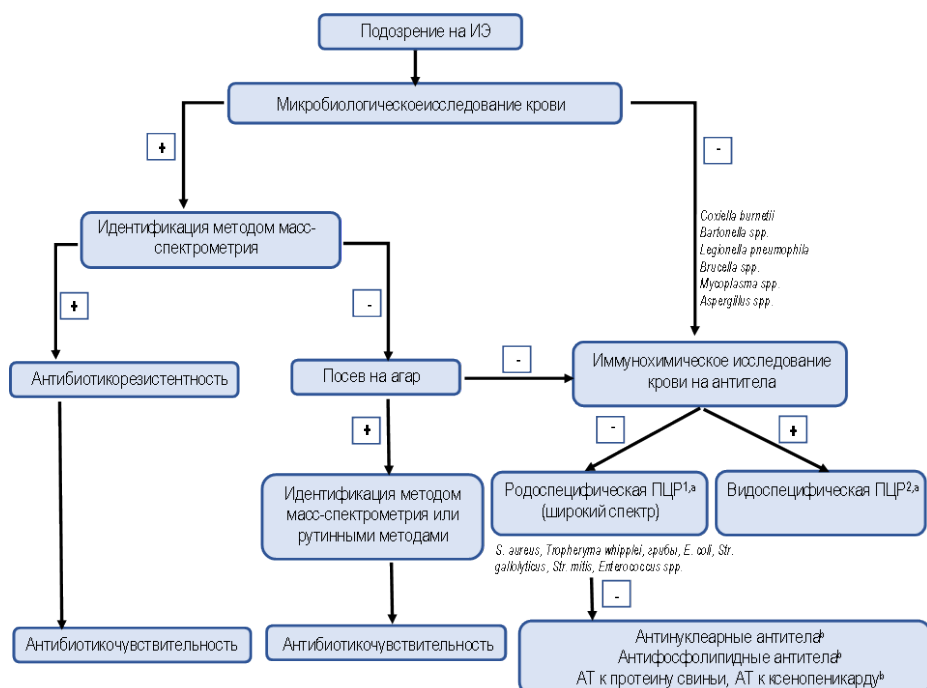 Подозрение на ИЭ
Микробиологическоеисследование крови
+
-
Идентификация методом масс-
спектрометрия
Coxiella burnetii
Bartonella spp.
Legionella pneumophila
Brucella spp.
Mycoplasma spp.
Aspergillus spp.
+
-
Антибиотикорезистентность
Посев на агар
-
Иммунохимическое исследование
крови на антитела
+
-
+
Идентификация методом
масс-спектрометрия или
рутинными методами
Родоспецифическая ПЦР1,a
(широкий спектр)
Видоспецифическая ПЦР2,a
S. aureus, Tropheryma whipplei, грибы, E. coli, Str.
gallolyticus, Str. mitis, Enterococcus spp.
-
Антибиотикочувствительность
Антибиотикочувствительность
Антинуклеарные антителаb
Антифосфолипидные антителаb
АТ к протеину свиньи, АТ к ксенопеникардуb